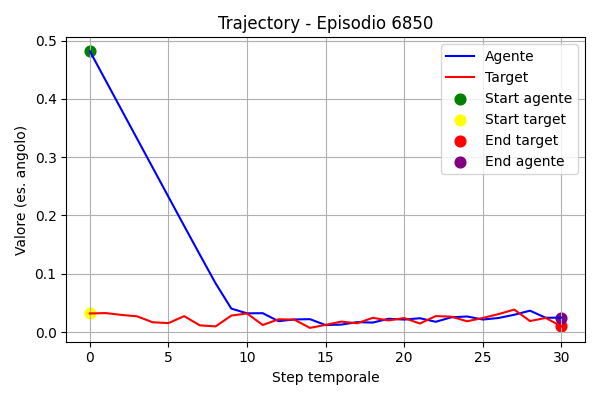 Trajectory - Episodio 6850
Valore (es. angolo)
0.5
0.4
0.3
0.2
0.1
0.0
Agente
Target
Start agente
Start target
End target
End agente
0 5 10 15 20 25 30
Step temporale